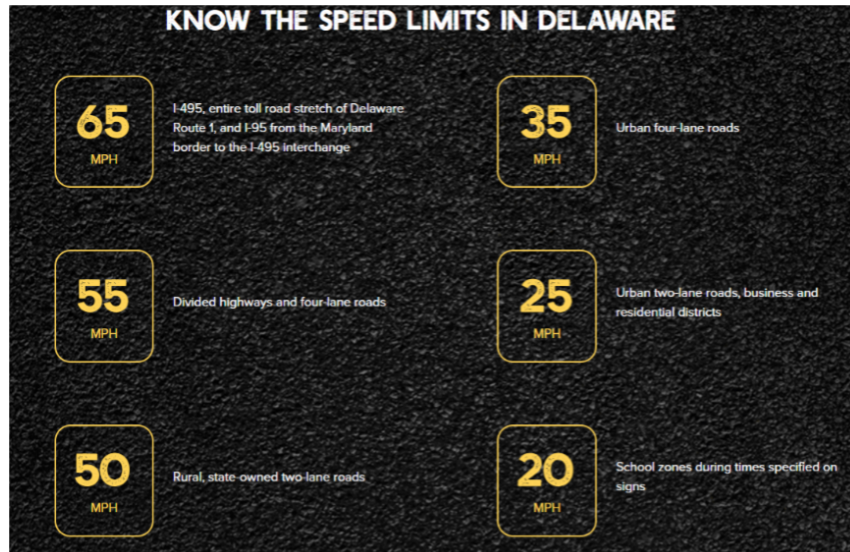 KNOW THE SPEED LIMITS IN DELAWARE
65
MPH
I-495, entire toll road stretch of Delaware
Route 1, and I-95 from the Maryland
border to the I-495 interchange
35
MPH
Urban four-lane roads
55
MPH
Divided highways and four-lane roads
25
MPH
Urban two-lane roads, business and
residential districts
50
MPH
Rural, state-owned two-lane roads
20
MPH
School zones during times specified on
signs